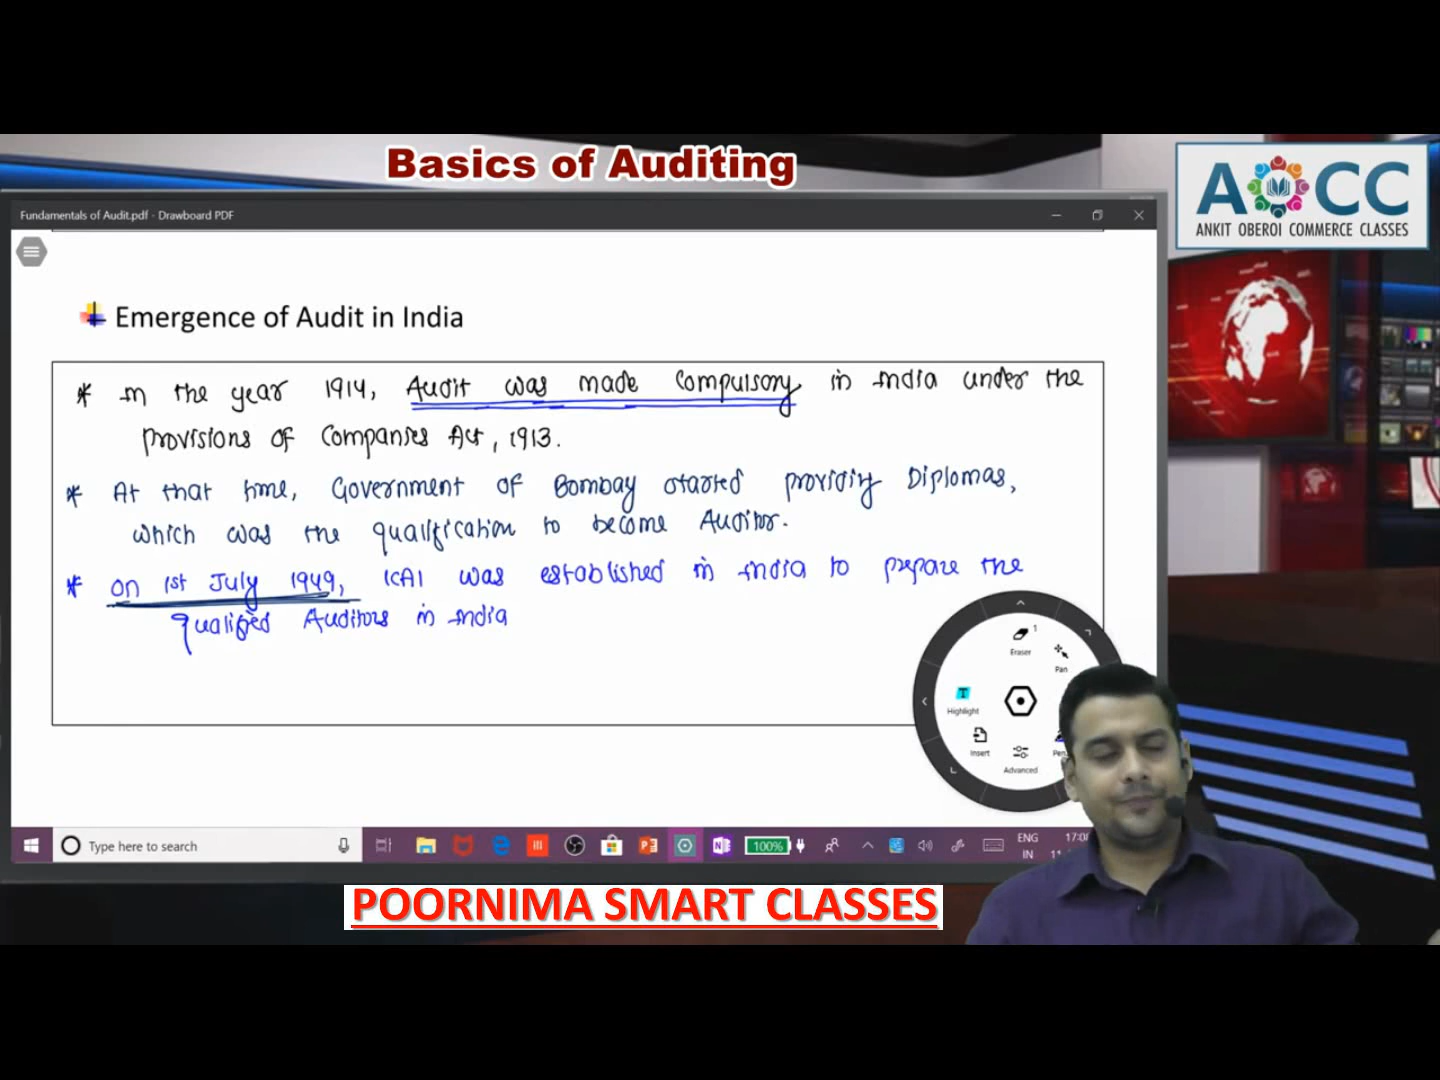 Basics of Auditing
AOCC
ANKIT OBEROI COMMERCE CLASSES
Fundamentals of Audit.pdf - Drawboard PDF
Emergence of Audit in India
* In the year 1914, Audit was made Compulsory in India under the
provisions of Companies Act, 1913.
* At that time, Government of Bombay started providing Diplomas,
which was the qualification to become Auditor.
* On 1st July 1949, ICAI was established in India to prepare the
qualified Auditors in India
Eraser 1
Pan
T
Highlight
Insert
Advanced
Pen
Type here to search
100%
ENG
IN
POORNIMA SMART CLASSES